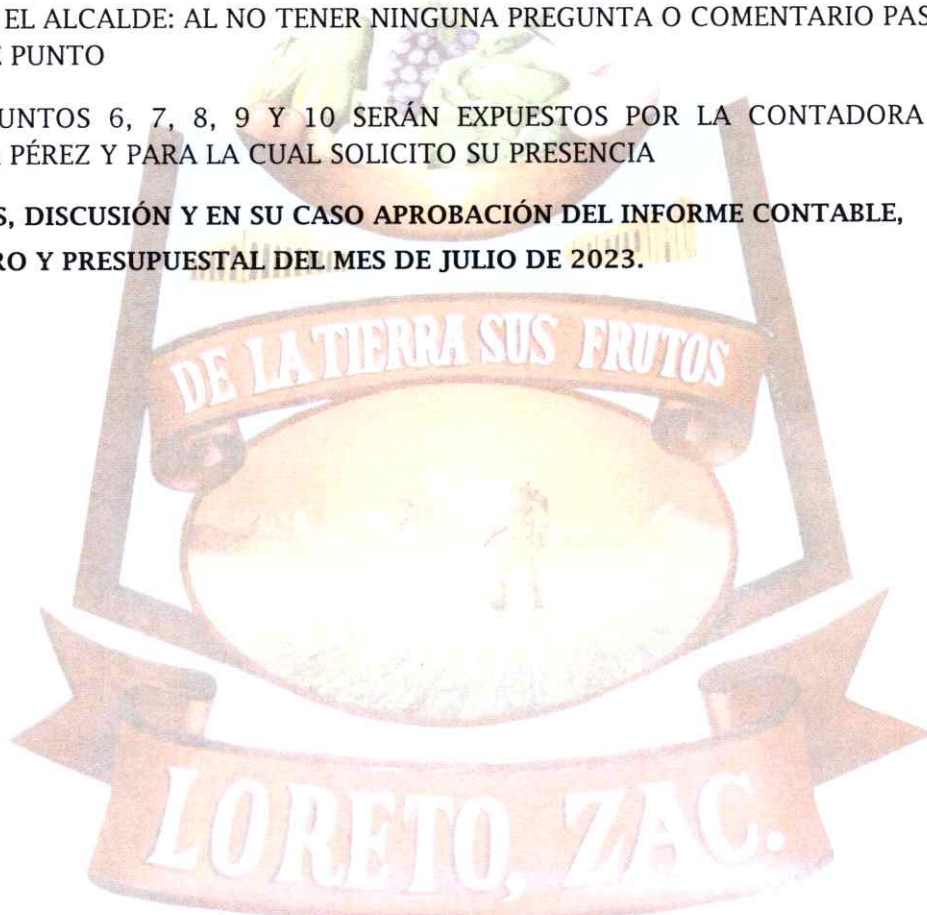 EL ALCALDE: AL NO TENER NINGUNA PREGUNTA O COMENTARIO PAS
PUNTO
UNTOS 6, 7, 8, 9 Y 10 SERÁN EXPUESTOS POR LA CONTADORA
PÉREZ Y PARA LA CUAL SOLICITO SU PRESENCIA
S, DISCUSIÓN Y EN SU CASO APROBACIÓN DEL INFORME CONTABLE,
RO Y PRESUPUESTAL DEL MES DE JULIO DE 2023.
DE LA TIERRA SUS FRUTOS
LORETO, ZAC.